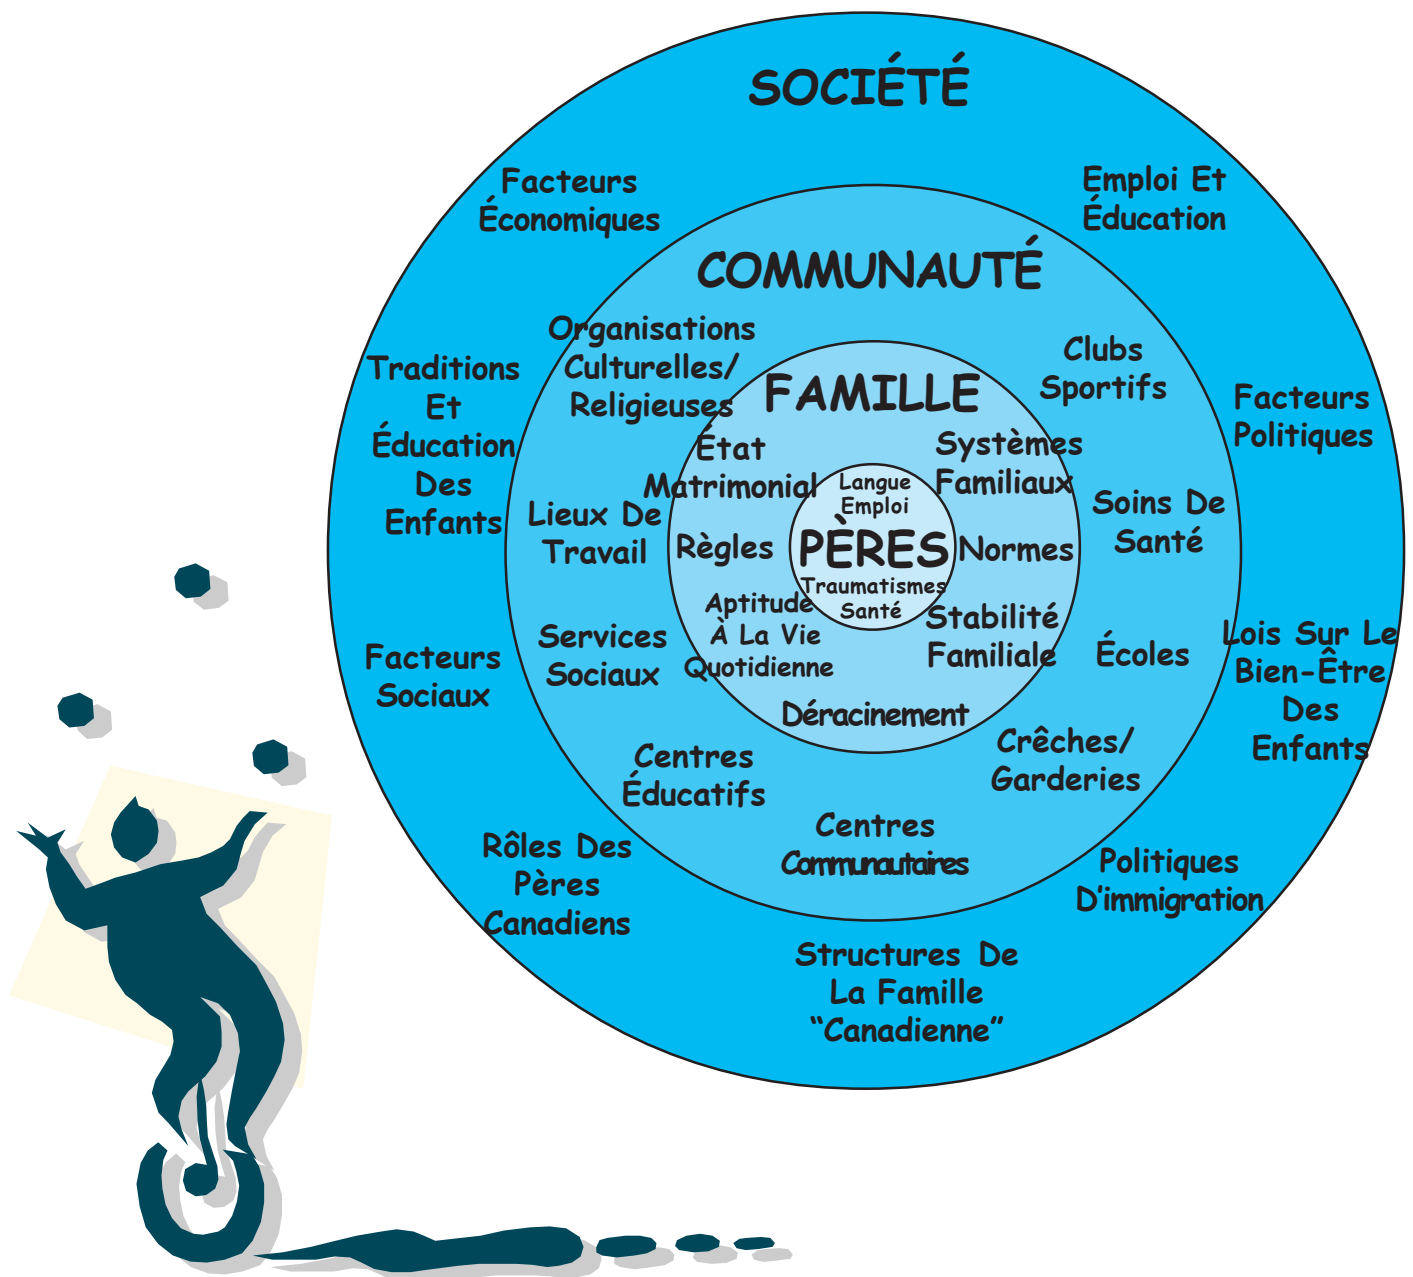 SOCIÉTÉ
Facteurs
Économiques
Emploi Et
Éducation
Traditions
Et
Éducation
Des
Enfants
Facteurs
Politiques
Facteurs
Sociaux
Lois Sur Le
Bien-Être
Des
Enfants
Rôles Des
Pères
Canadiens
Politiques
D'immigration
Structures De
La Famille
“Canadienne”
COMMUNAUTÉ
Organisations
Culturelles/
Religieuses
Clubs
Sportifs
Lieux De
Travail
Soins De
Santé
Services
Sociaux
Écoles
Centres
Éducatifs
Crêches/
Garderies
Centres
Communautaires
FAMILLE
État
Matrimonial
Systèmes
Familiaux
Règles
Normes
Aptitude
À La Vie
Quotidienne
Stabilité
Familiale
Déracinement
Langue
Emploi
PÈRES
Traumatismes
Santé